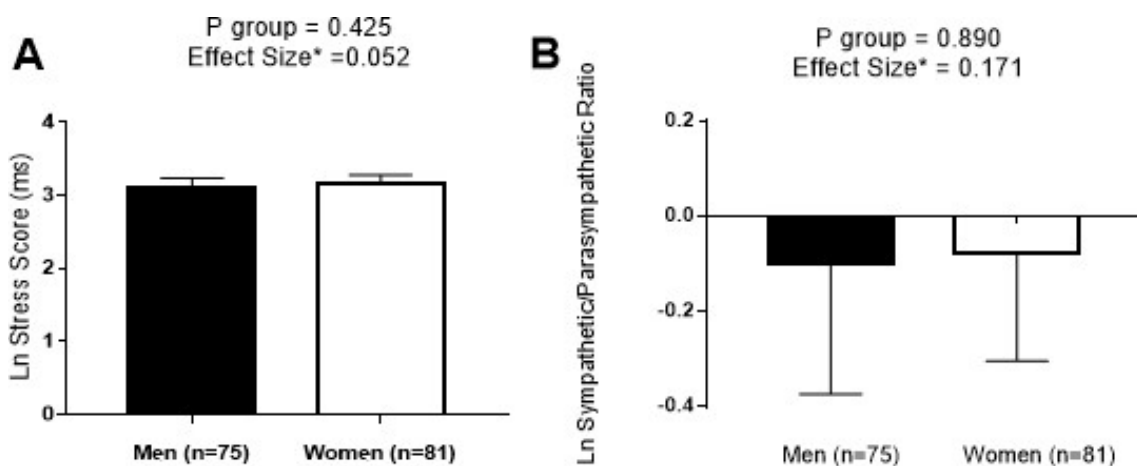 A
P group = 0.425
Effect Size* =0.052
Ln Stress Score (ms)
4
3
2
1
0
Men (n=75)
Women (n=81)
B
P group = 0.890
Effect Size* = 0.171
Ln Sympathetic/Parasympathetic Ratio
0.2
0.0
-0.2
-0.4
Men (n=75)
Women (n=81)